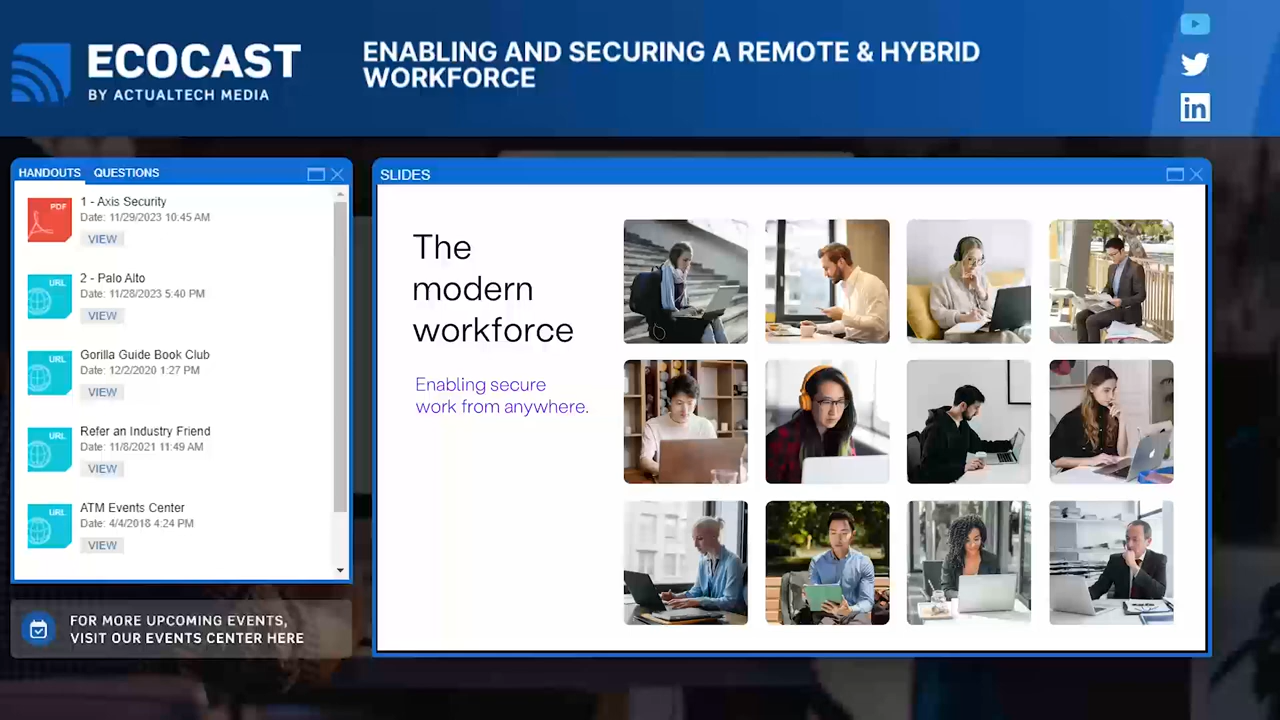 ECOCAST
BY ACTUALTECH MEDIA
ENABLING AND SECURING A REMOTE & HYBRID
WORKFORCE
in
HANDOUTS QUESTIONS
PDF
1 - Axis Security
Date: 11/29/2023 10:45 AM
VIEW
URL
2 - Palo Alto
Date: 11/28/2023 5:40 PM
VIEW
URL
Gorilla Guide Book Club
Date: 12/2/2020 1:27 PM
VIEW
URL
Refer an Industry Friend
Date: 11/8/2021 11:49 AM
VIEW
URL
ATM Events Center
Date: 4/4/2018 4:24 PM
VIEW
FOR MORE UPCOMING EVENTS,
VISIT OUR EVENTS CENTER HERE
SLIDES
The
modern
workforce
Enabling secure
work from anywhere.